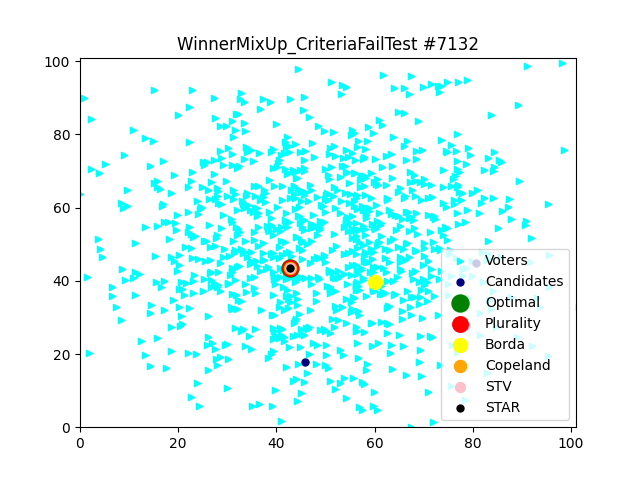 WinnerMixUp_CriteriaFailTest #7132
100
80
60
40
20
0
0 20 40 60 80 100
Voters
Candidates
Optimal
Plurality
Borda
Copeland
STV
STAR